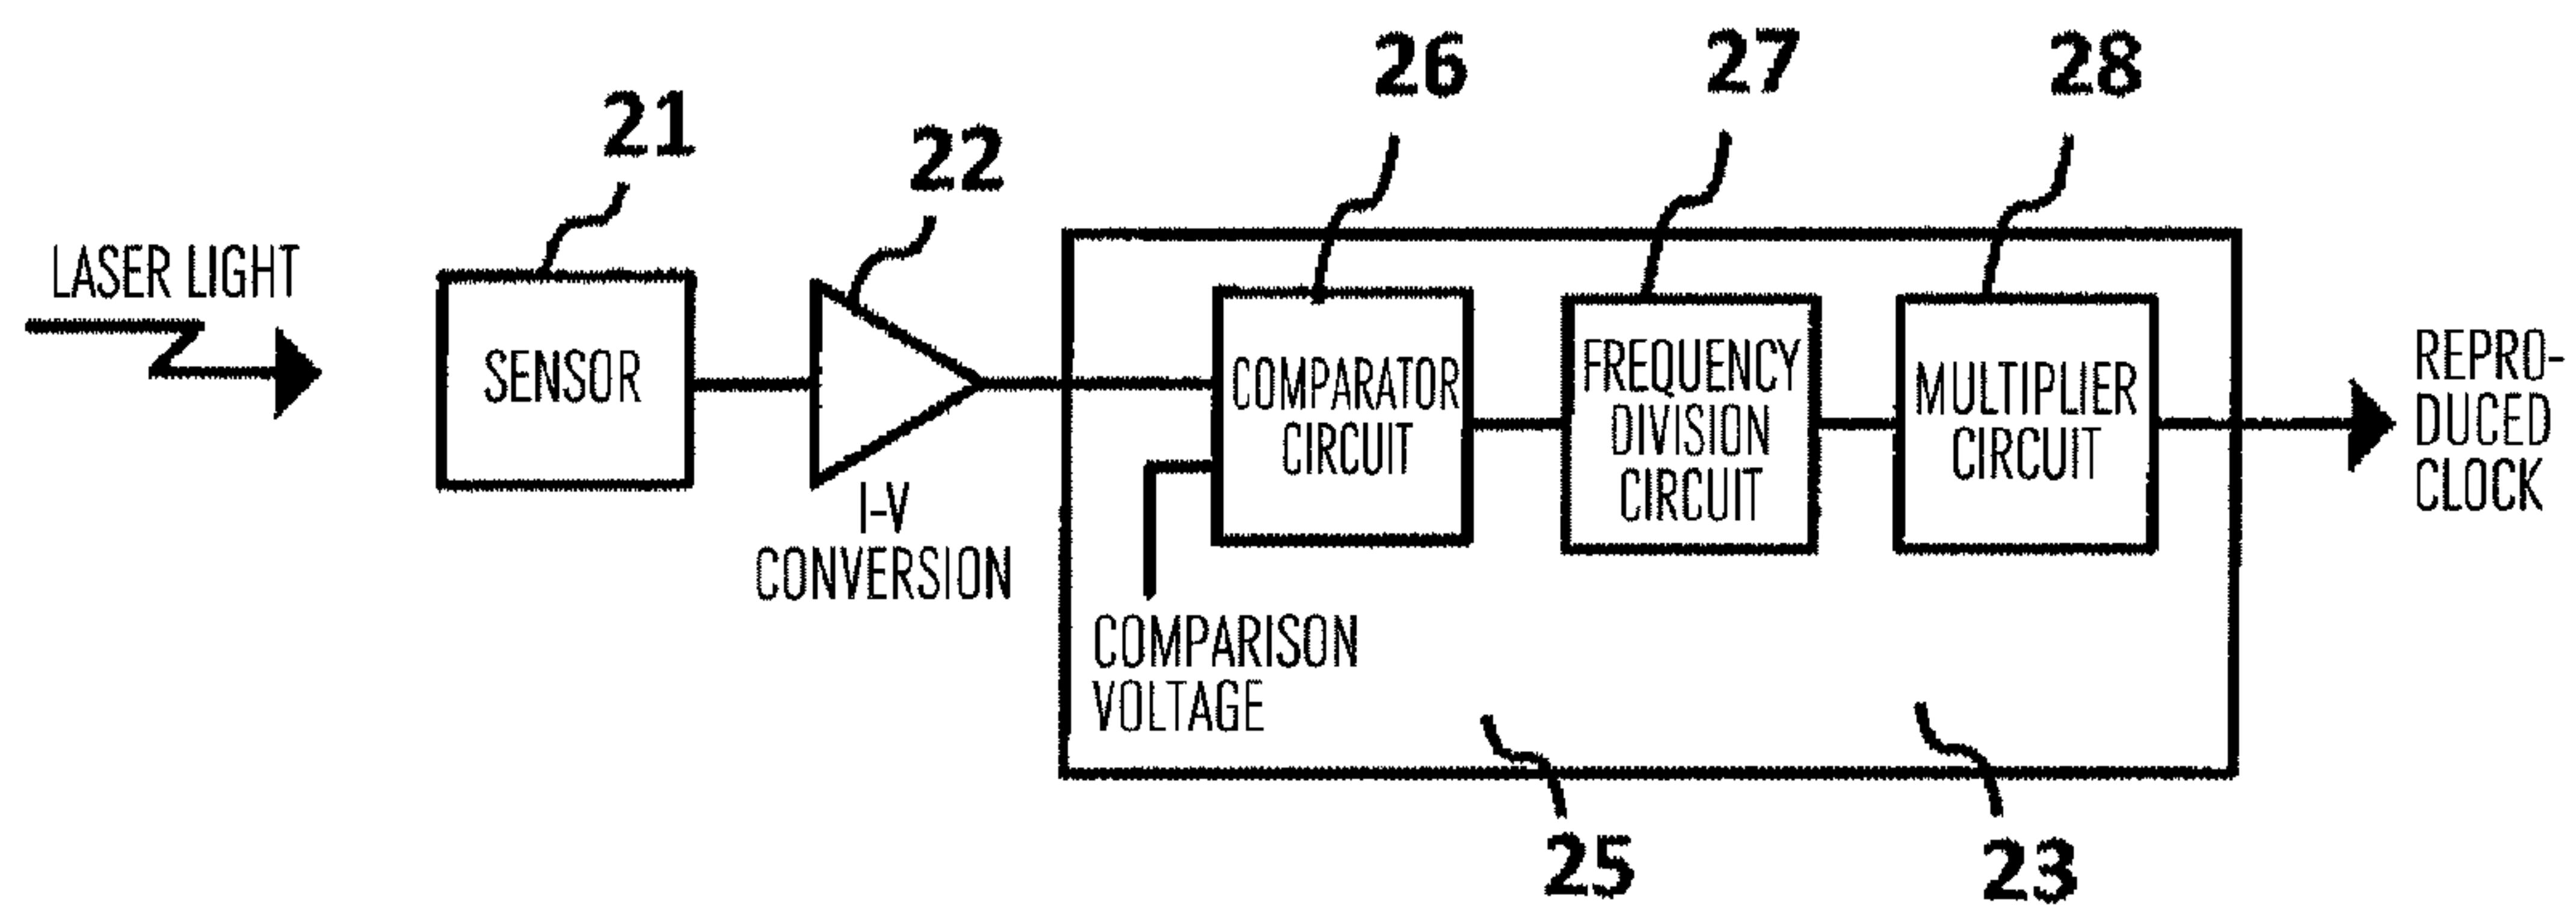 26
27
28
21
22
LASER LIGHT
SENSOR
I-V
CONVERSION
COMPARATOR
CIRCUIT
COMPARISON
VOLTAGE
FREQUENCY
DIVISION
CIRCUIT
MULTIPLIER
CIRCUIT
REPRO-
DUCED
CLOCK
25
23